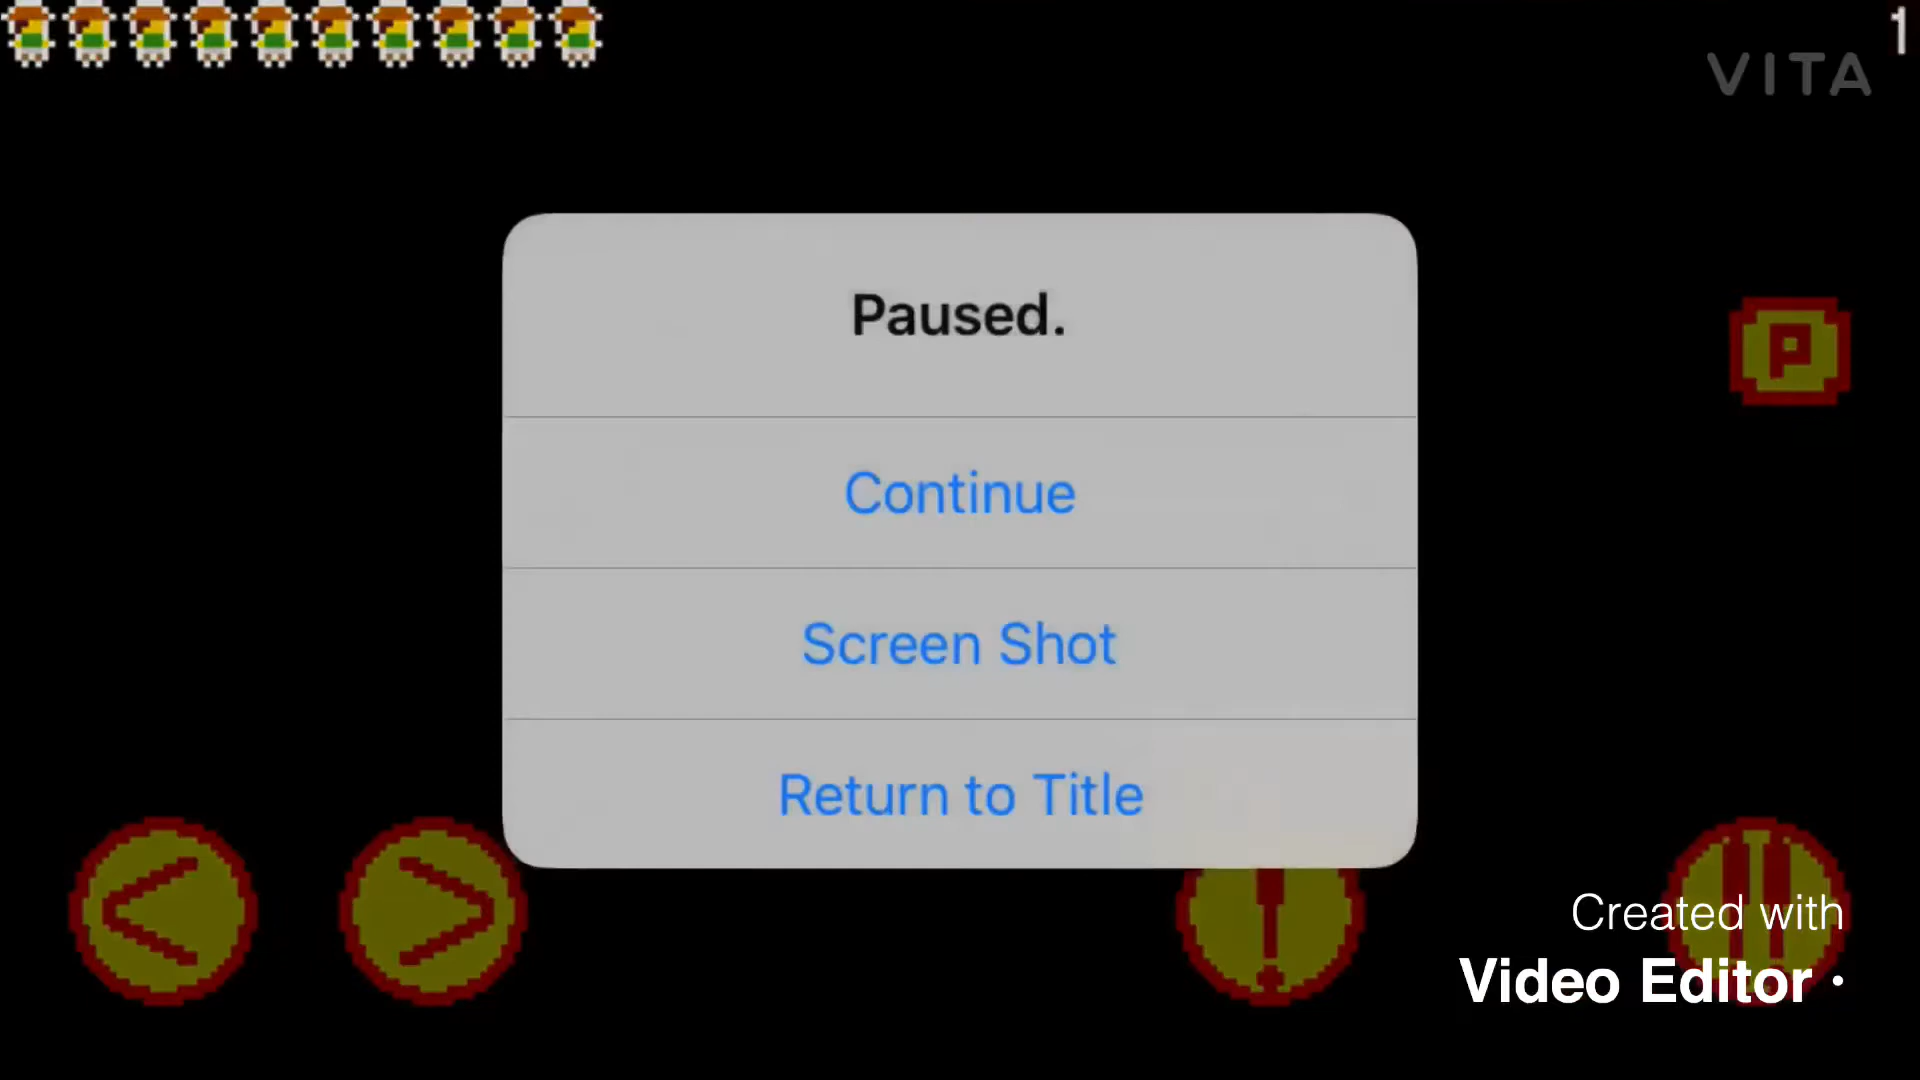 1
VITA
Paused.
P
Continue
Screen Shot
Return to Title
< > ! !!
Created with
Video Editor •